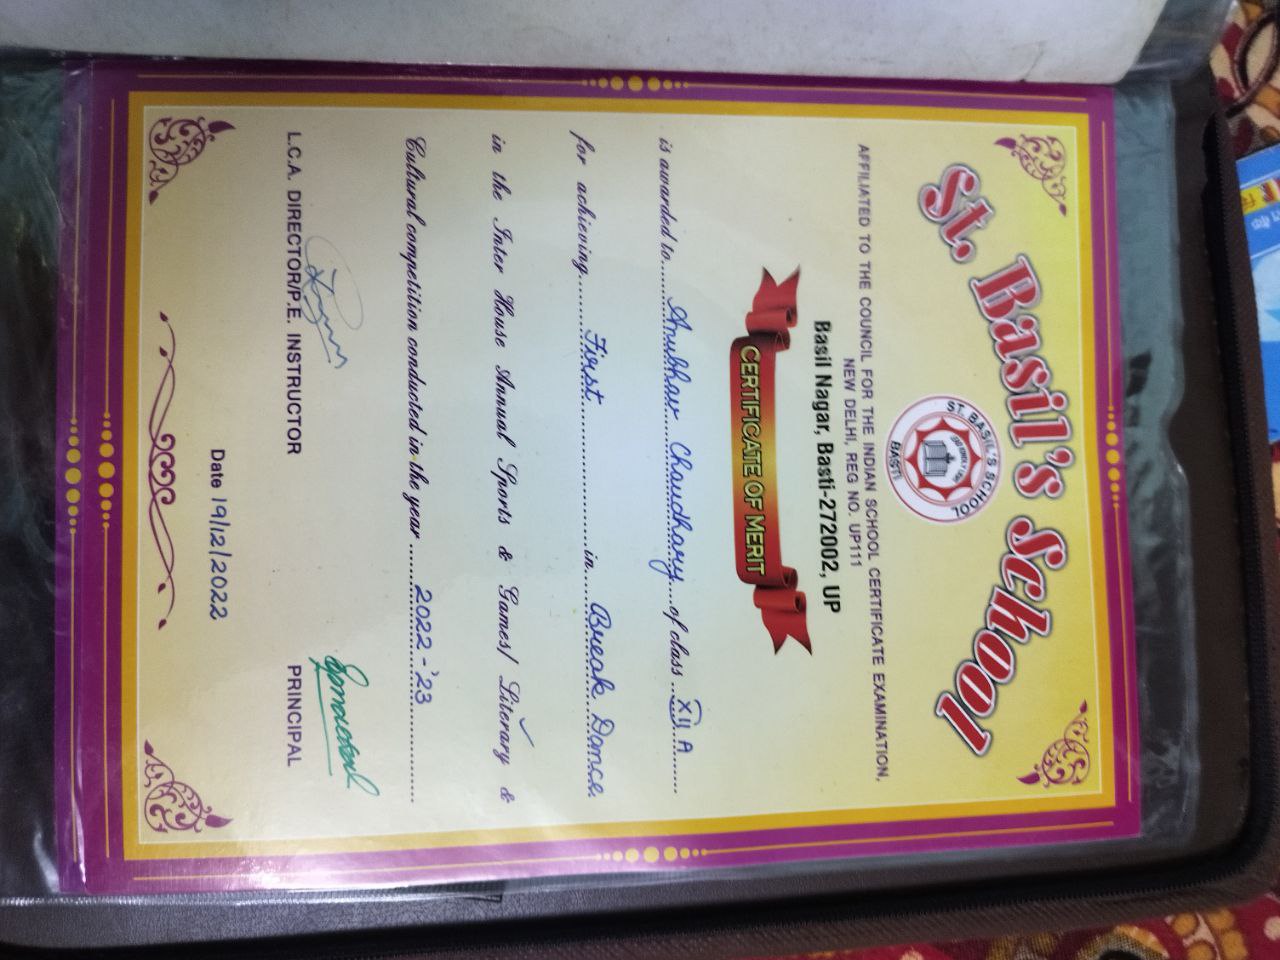 St. Basil's School
ST. BASIL'S SCHOOL
BASTI
AFFILIATED TO THE COUNCIL FOR THE INDIAN SCHOOL CERTIFICATE EXAMINATION,
NEW DELHI, REG NO. UP111
Basil Nagar, Basti-272002, UP
CERTIFICATE OF MERIT
is awarded to......Anubhav Chaudhary....of class...XII A......
for achieving......First..................in......Break Dance.
in the Inter House Annual Sports & Games/ Literary &
Cultural competition conducted in the year ......2022-'23............
L.C.A. DIRECTOR/P.E. INSTRUCTOR
PRINCIPAL
Date 19/12/2022